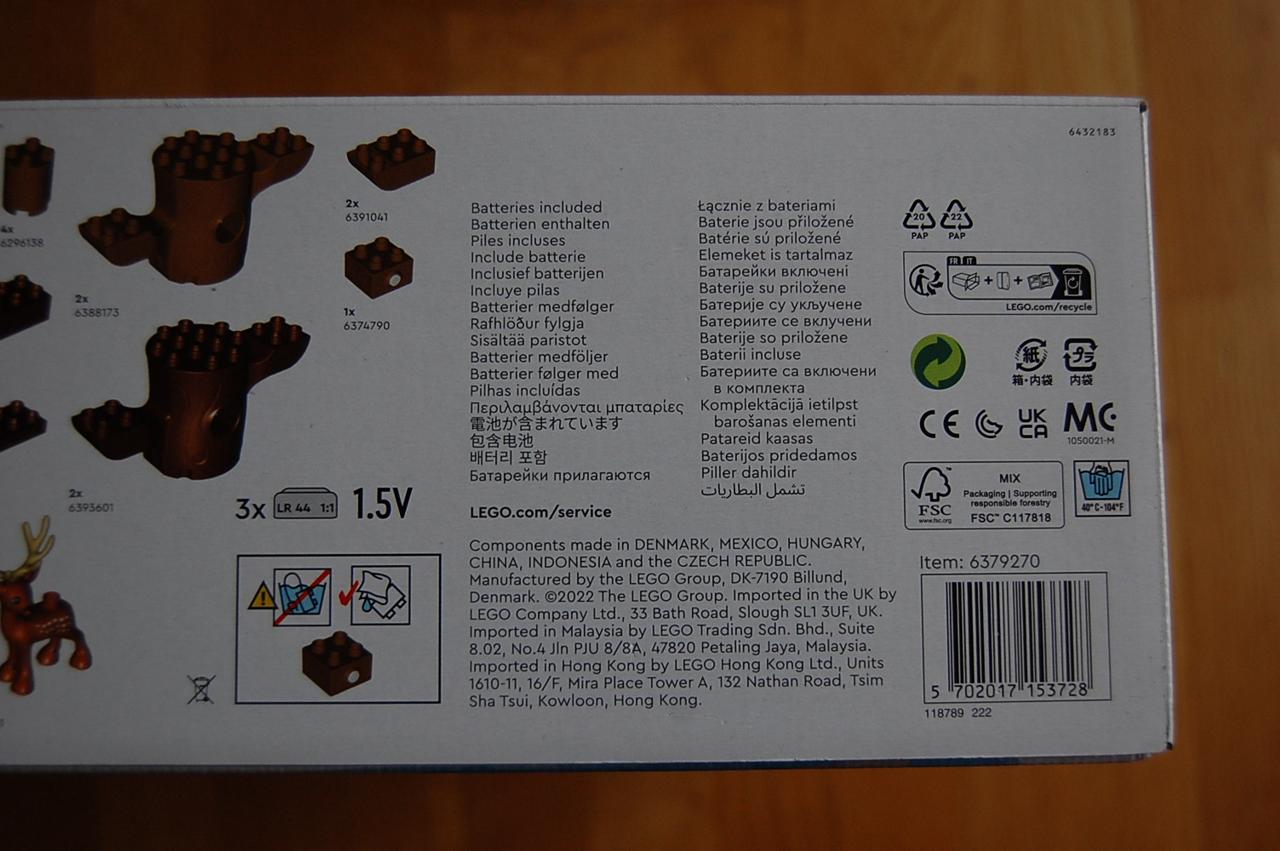 6432183
4x
6296138
2x
6388173
2x
6391041
1x
6374790
2x
6393601
3x LR 44 1:1 1.5V
Batteries included
Batterien enthalten
Piles incluses
Include batterie
Inclusief batterijen
Incluye pilas
Batterier medfølger
Rafhlöður fylgja
Sisältää paristot
Batterier medföljer
Batterier følger med
Pilhas incluídas
Περιλαμβάνονται μπαταρίες
電池が含まれています
包含电池
배터리 포함
Батарейки прилагаются
LEGO.com/service
Łącznie z bateriami
Baterie jsou přiložené
Batérie sú priložené
Elemeket is tartalmaz
Батарейки включені
Baterije su priložene
Батерије су укључене
Батериите се вклучени
Baterije so priložene
Baterii incluse
Батериите са включени
в комплекта
Komplektācijā ietilpst
barošanas elementi
Patareid kaasas
Baterijos pridedamos
Piller dahildir
تشمل البطاريات
Components made in DENMARK, MEXICO, HUNGARY,
CHINA, INDONESIA and the CZECH REPUBLIC.
Manufactured by the LEGO Group, DK-7190 Billund,
Denmark. ©2022 The LEGO Group. Imported in the UK by
LEGO Company Ltd., 33 Bath Road, Slough SL1 3UF, UK.
Imported in Malaysia by LEGO Trading Sdn. Bhd., Suite
8.02, No.4 Jln PJU 8/8A, 47820 Petaling Jaya, Malaysia.
Imported in Hong Kong by LEGO Hong Kong Ltd., Units
1610-11, 16/F, Mira Place Tower A, 132 Nathan Road, Tsim
Sha Tsui, Kowloon, Hong Kong.
20 22
PAP PAP
FR IT
LEGO.com/recycle
紙 プラ
箱・内袋 内袋
CE UK CA MC
1050021-M
FSC™
www.fsc.org
MIX
Packaging | Supporting
responsible forestry
FSC™ C117818
40°C-104°F
Item: 6379270
5 702017 153728
118789 222